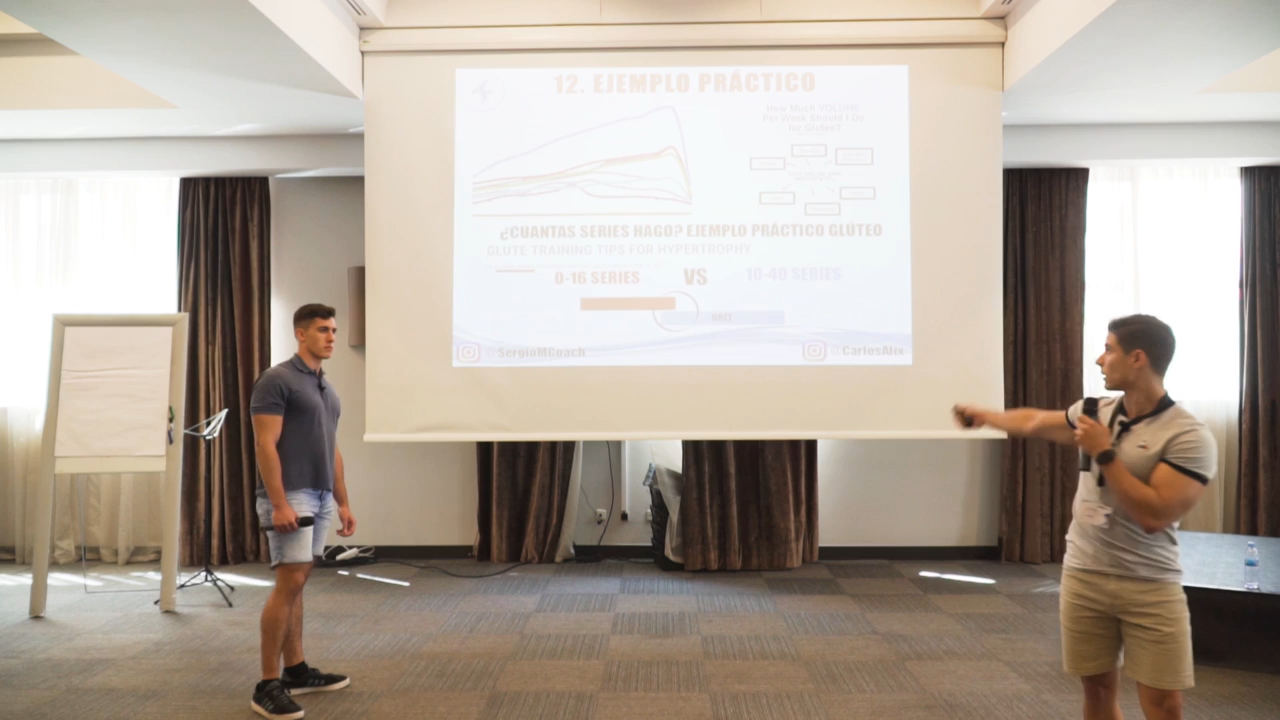 12. EJEMPLO PRÁCTICO
How Much VOLUME
Per Week Should I Do
for Glutes?
¿CUANTAS SERIES HAGO? EJEMPLO PRÁCTICO GLÚTEO
GLUTE TRAINING TIPS FOR HYPERTROPHY
0-16 SERIES VS 10-40 SERIES
@SergioMCoach
@CarlosAlix